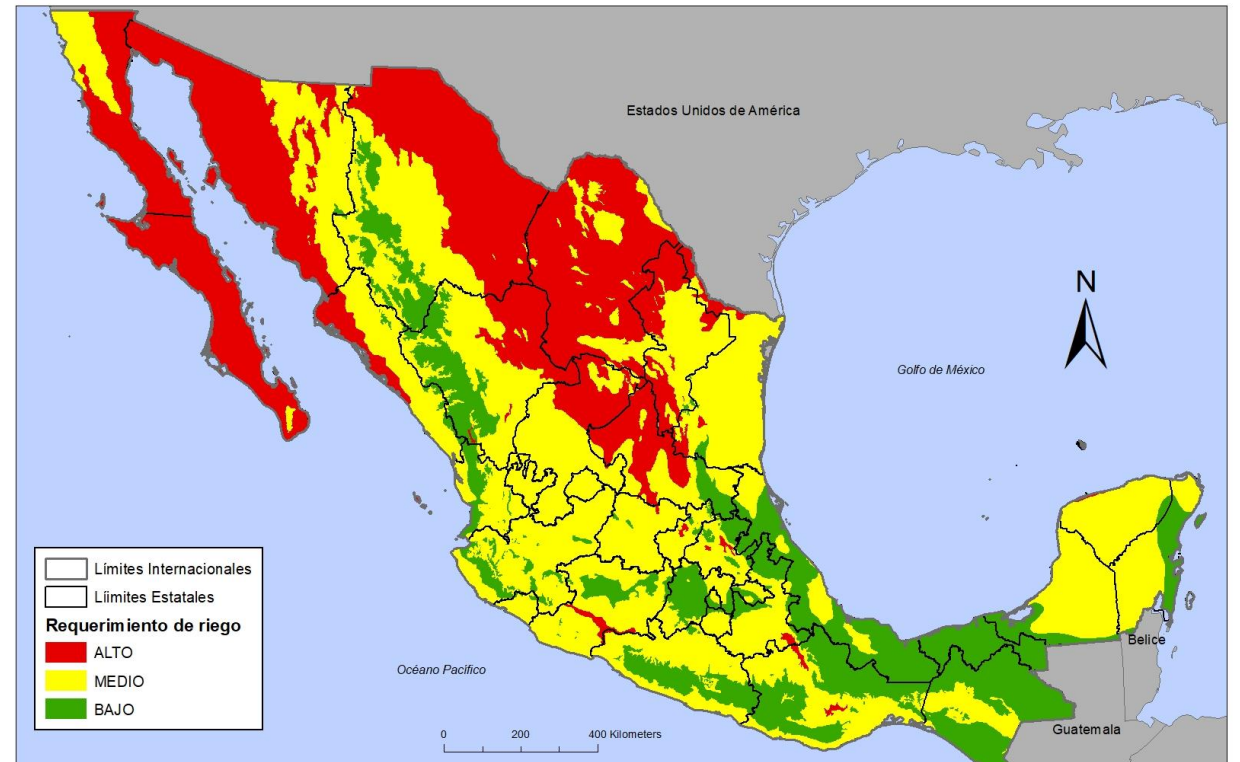 Estados Unidos de América
N
Golfo de México
Límites Internacionales
Líimites Estatales
Requerimiento de riego
ALTO
MEDIO
BAJO
Belice
Océano Pacífico
Guatemala
0 200 400 Kilometers